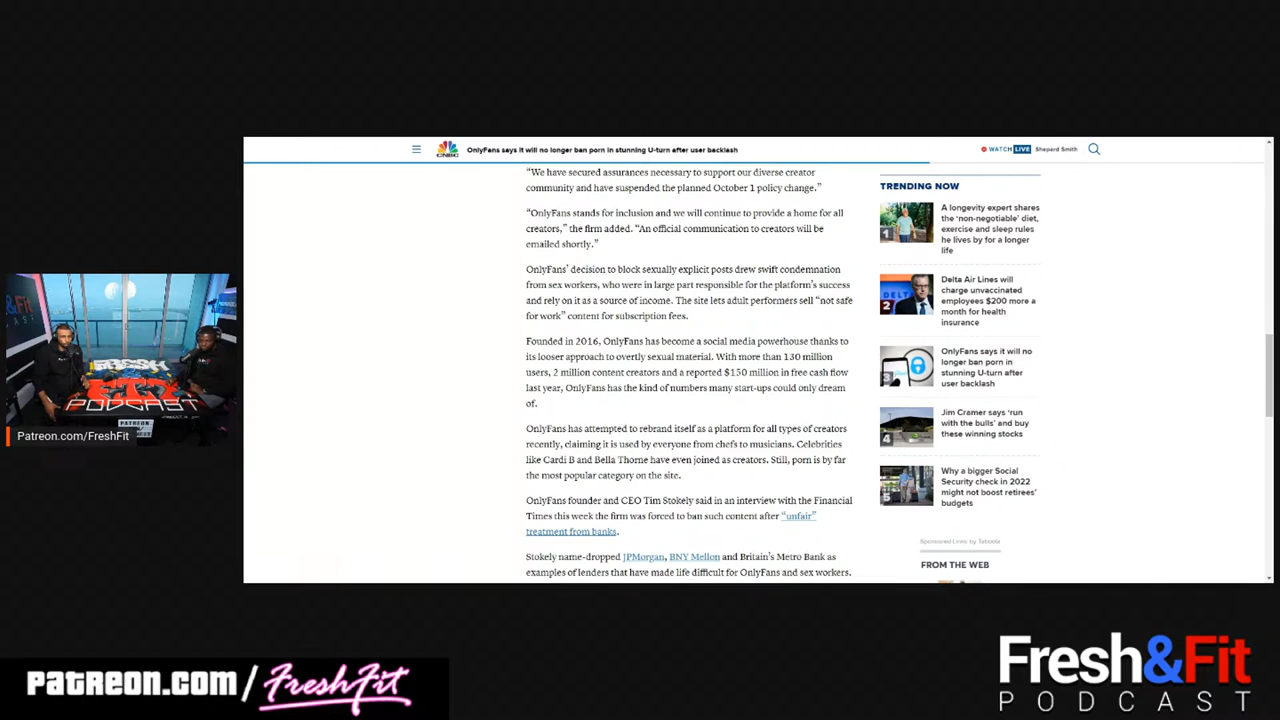 CNBC
OnlyFans says it will no longer ban porn in stunning U-turn after user backlash
WATCH LIVE Shepard Smith
“We have secured assurances necessary to support our diverse creator
community and have suspended the planned October 1 policy change.”
“OnlyFans stands for inclusion and we will continue to provide a home for all
creators,” the firm added. “An official communication to creators will be
emailed shortly.”
OnlyFans’ decision to block sexually explicit posts drew swift condemnation
from sex workers, who were in large part responsible for the platform’s success
and rely on it as a source of income. The site lets adult performers sell “not safe
for work” content for subscription fees.
Founded in 2016, OnlyFans has become a social media powerhouse thanks to
its looser approach to overtly sexual material. With more than 130 million
users, 2 million content creators and a reported $150 million in free cash flow
last year, OnlyFans has the kind of numbers many start-ups could only dream
of.
OnlyFans has attempted to rebrand itself as a platform for all types of creators
recently, claiming it is used by everyone from chefs to musicians. Celebrities
like Cardi B and Bella Thorne have even joined as creators. Still, porn is by far
the most popular category on the site.
OnlyFans founder and CEO Tim Stokely said in an interview with the Financial
Times this week the firm was forced to ban such content after “unfair”
treatment from banks.
Stokely name-dropped JPMorgan, BNY Mellon and Britain’s Metro Bank as
examples of lenders that have made life difficult for OnlyFans and sex workers.
TRENDING NOW
1
A longevity expert shares
the ‘non-negotiable’ diet,
exercise and sleep rules
he lives by for a longer
life
2
Delta Air Lines will
charge unvaccinated
employees $200 more a
month for health
insurance
3
OnlyFans says it will no
longer ban porn in
stunning U-turn after
user backlash
4
Jim Cramer says ‘run
with the bulls’ and buy
these winning stocks
5
Why a bigger Social
Security check in 2022
might not boost retirees’
budgets
Sponsored Links by Taboola
FROM THE WEB
FRESH
FIT
PODCAST
Patreon.com/FreshFit
PATREON.COM/FreshFit
Fresh&Fit
PODCAST